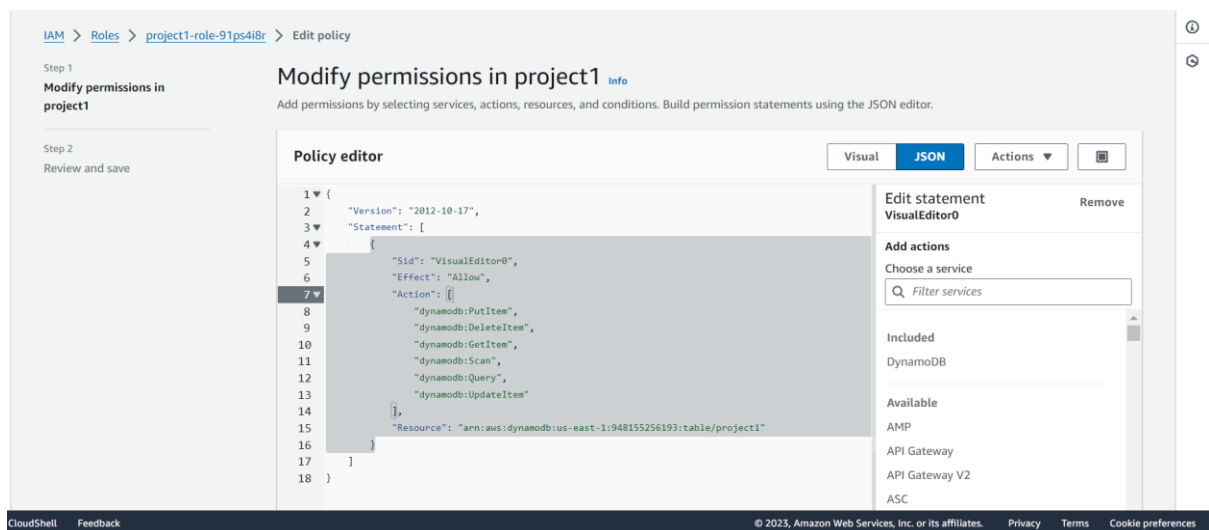 IAM > Roles > project1-role-91ps4i8r > Edit policy
Step 1
Modify permissions in
project1
Step 2
Review and save
Modify permissions in project1 Info
Add permissions by selecting services, actions, resources, and conditions. Build permission statements using the JSON editor.
Policy editor
Visual JSON Actions
1 {
2 "Version": "2012-10-17",
3 "Statement": [
4 {
5 "Sid": "VisualEditor0",
6 "Effect": "Allow",
7 "Action": [
8 "dynamodb:PutItem",
9 "dynamodb:DeleteItem",
10 "dynamodb:GetItem",
11 "dynamodb:Scan",
12 "dynamodb:Query",
13 "dynamodb:UpdateItem"
14 ],
15 "Resource": "arn:aws:dynamodb:us-east-1:948155256193:table/project1"
16 }
17 ]
18 }
Edit statement Remove
VisualEditor0
Add actions
Choose a service
Filter services
Included
DynamoDB
Available
AMP
API Gateway
API Gateway V2
ASC
CloudShell Feedback © 2023, Amazon Web Services, Inc. or its affiliates. Privacy Terms Cookie preferences